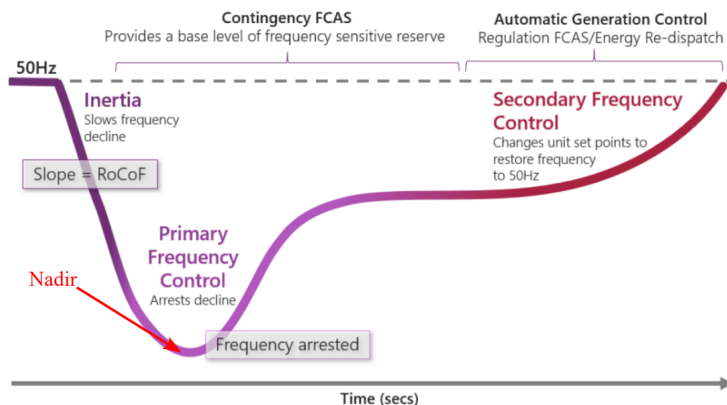 Contingency FCAS
Provides a base level of frequency sensitive reserve
Automatic Generation Control
Regulation FCAS/Energy Re-dispatch
50Hz
Inertia
Slows frequency
decline
Slope = RoCoF
Primary
Frequency
Control
Arrests decline
Nadir
Frequency arrested
Secondary Frequency
Control
Changes unit set points to
restore frequency
to 50Hz
Time (secs)